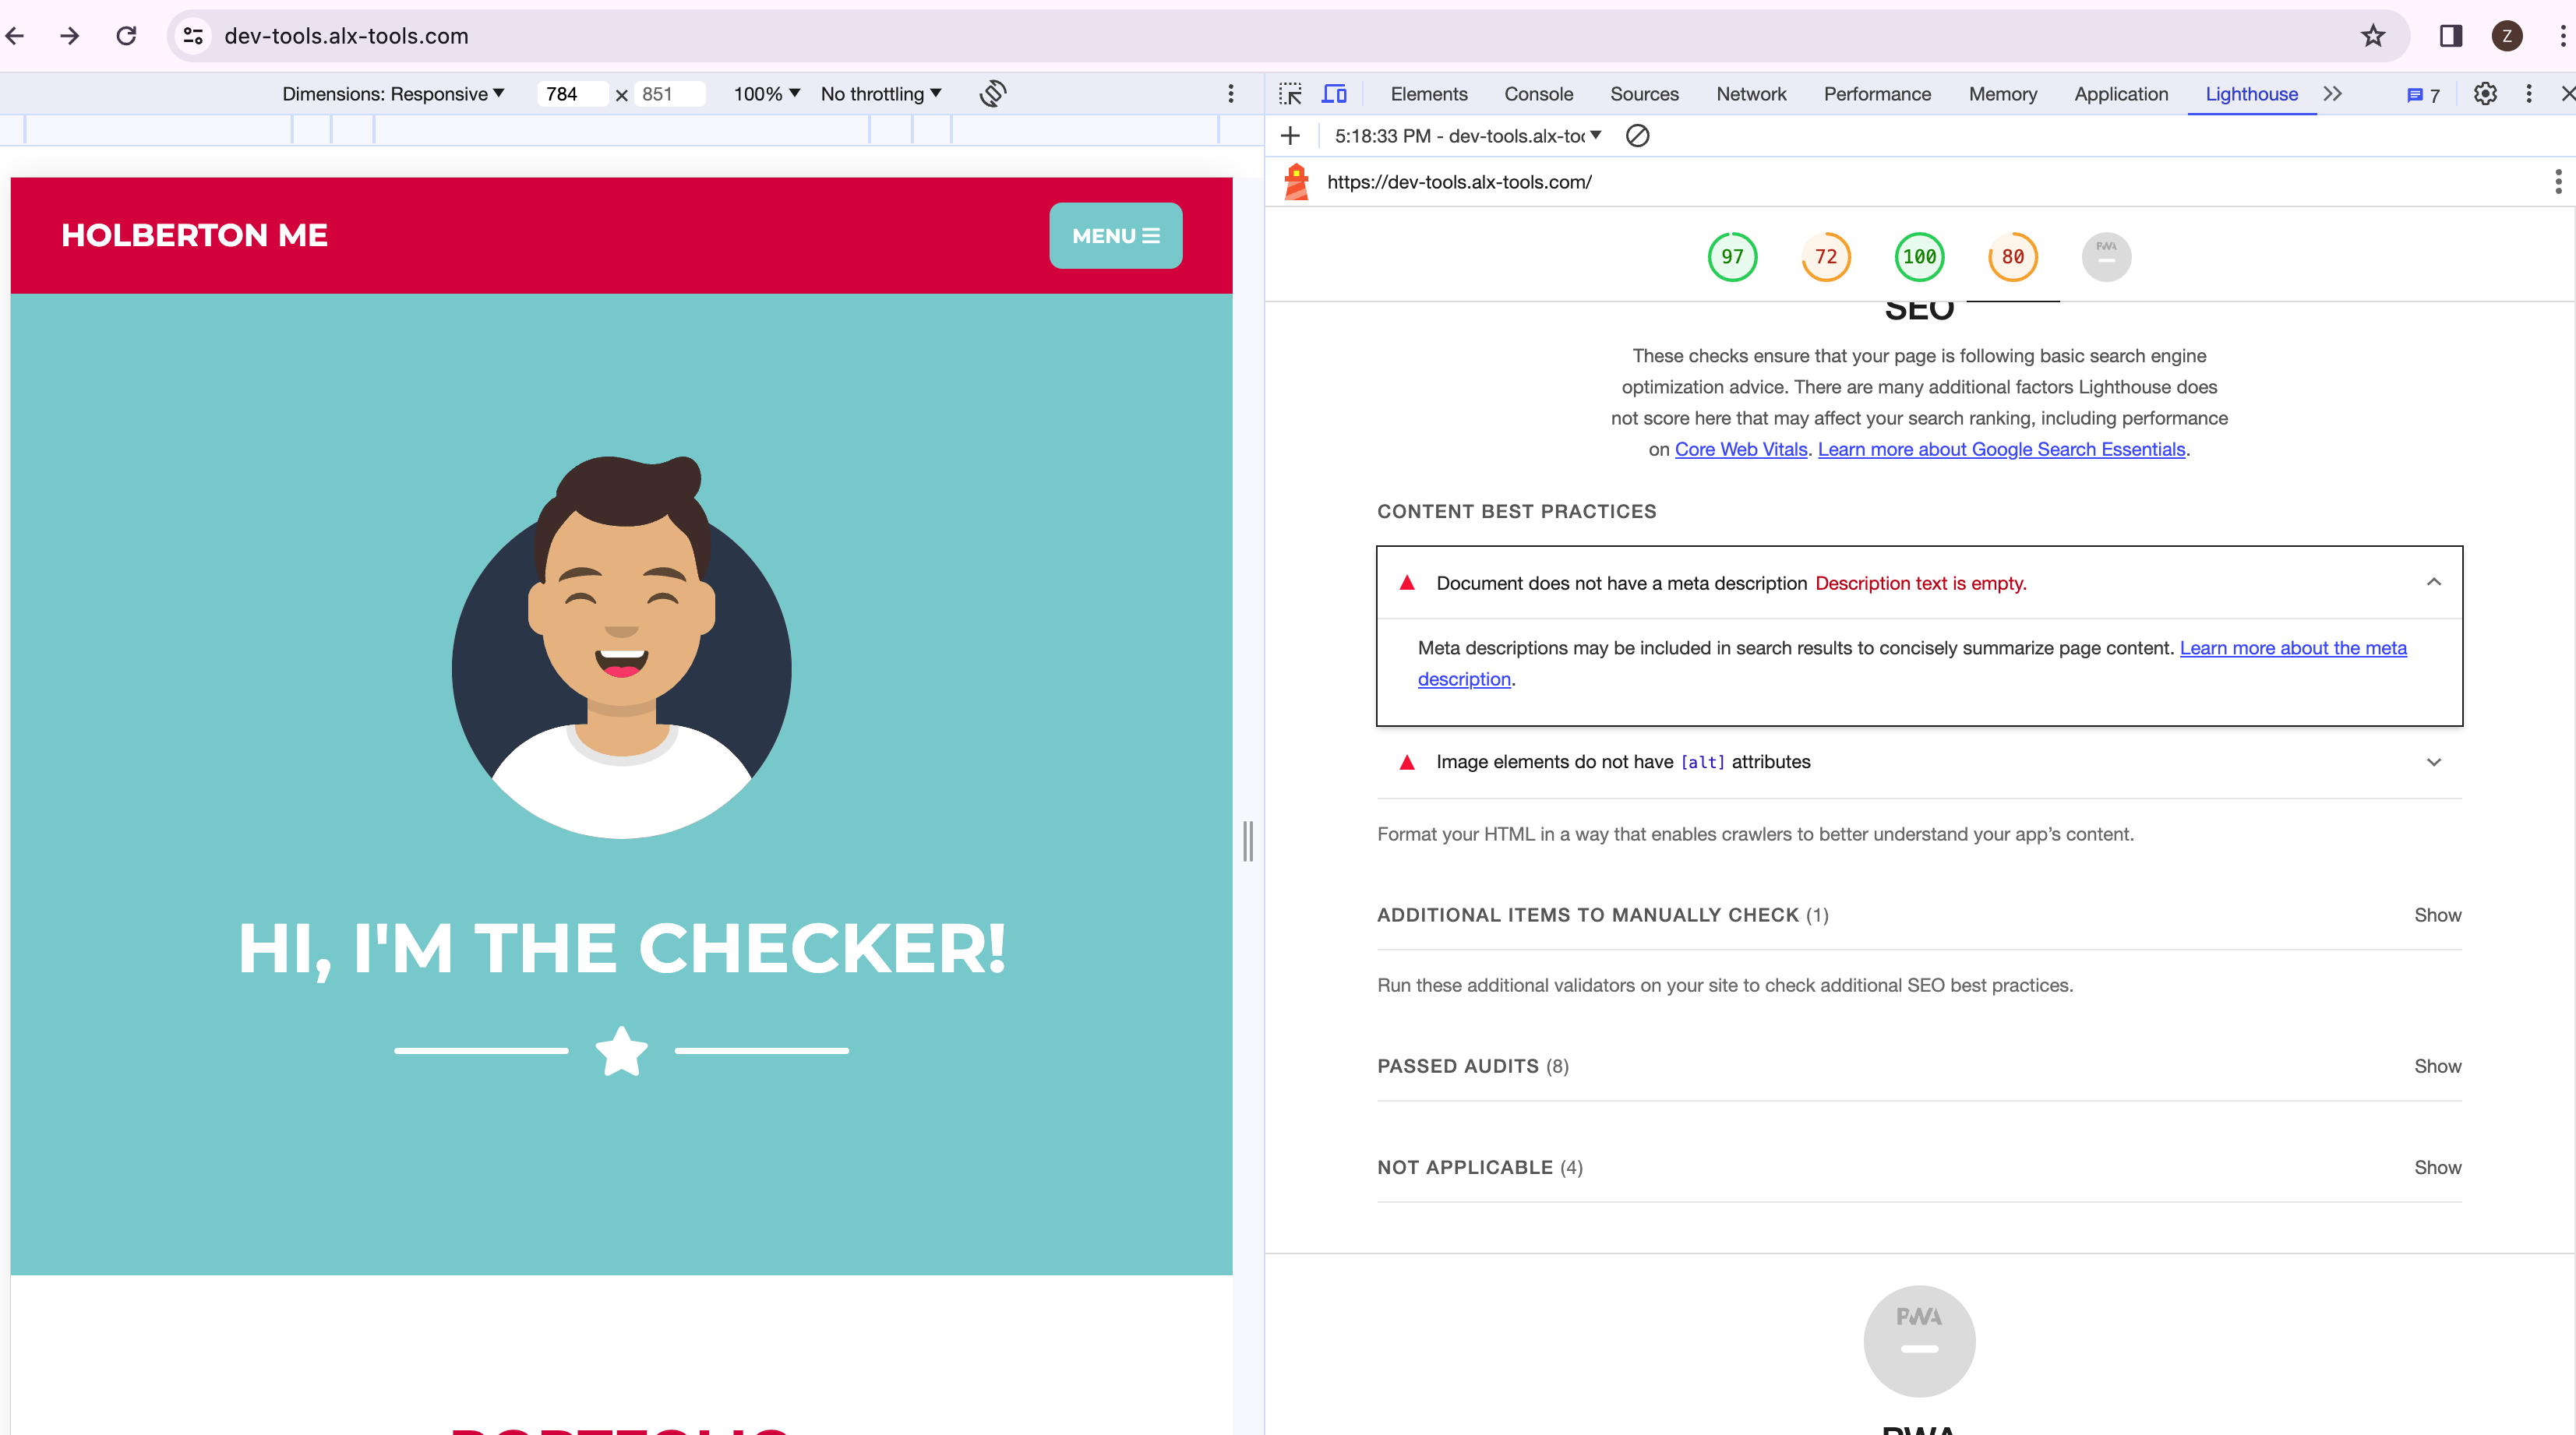 dev-tools.alx-tools.com
Z
Dimensions: Responsive
784 x 851
100%
No throttling
Elements Console Sources Network Performance Memory Application Lighthouse
7
5:18:33 PM - dev-tools.alx-too
https://dev-tools.alx-tools.com/
HOLBERTON ME
MENU
HI, I'M THE CHECKER!
PORTFOLIO
97 72 100 80 PWA
SEO
These checks ensure that your page is following basic search engine
optimization advice. There are many additional factors Lighthouse does
not score here that may affect your search ranking, including performance
on Core Web Vitals. Learn more about Google Search Essentials.
CONTENT BEST PRACTICES
Document does not have a meta description Description text is empty.
Meta descriptions may be included in search results to concisely summarize page content. Learn more about the meta
description.
Image elements do not have [alt] attributes
Format your HTML in a way that enables crawlers to better understand your app’s content.
ADDITIONAL ITEMS TO MANUALLY CHECK (1) Show
Run these additional validators on your site to check additional SEO best practices.
PASSED AUDITS (8) Show
NOT APPLICABLE (4) Show
PWA
PWA